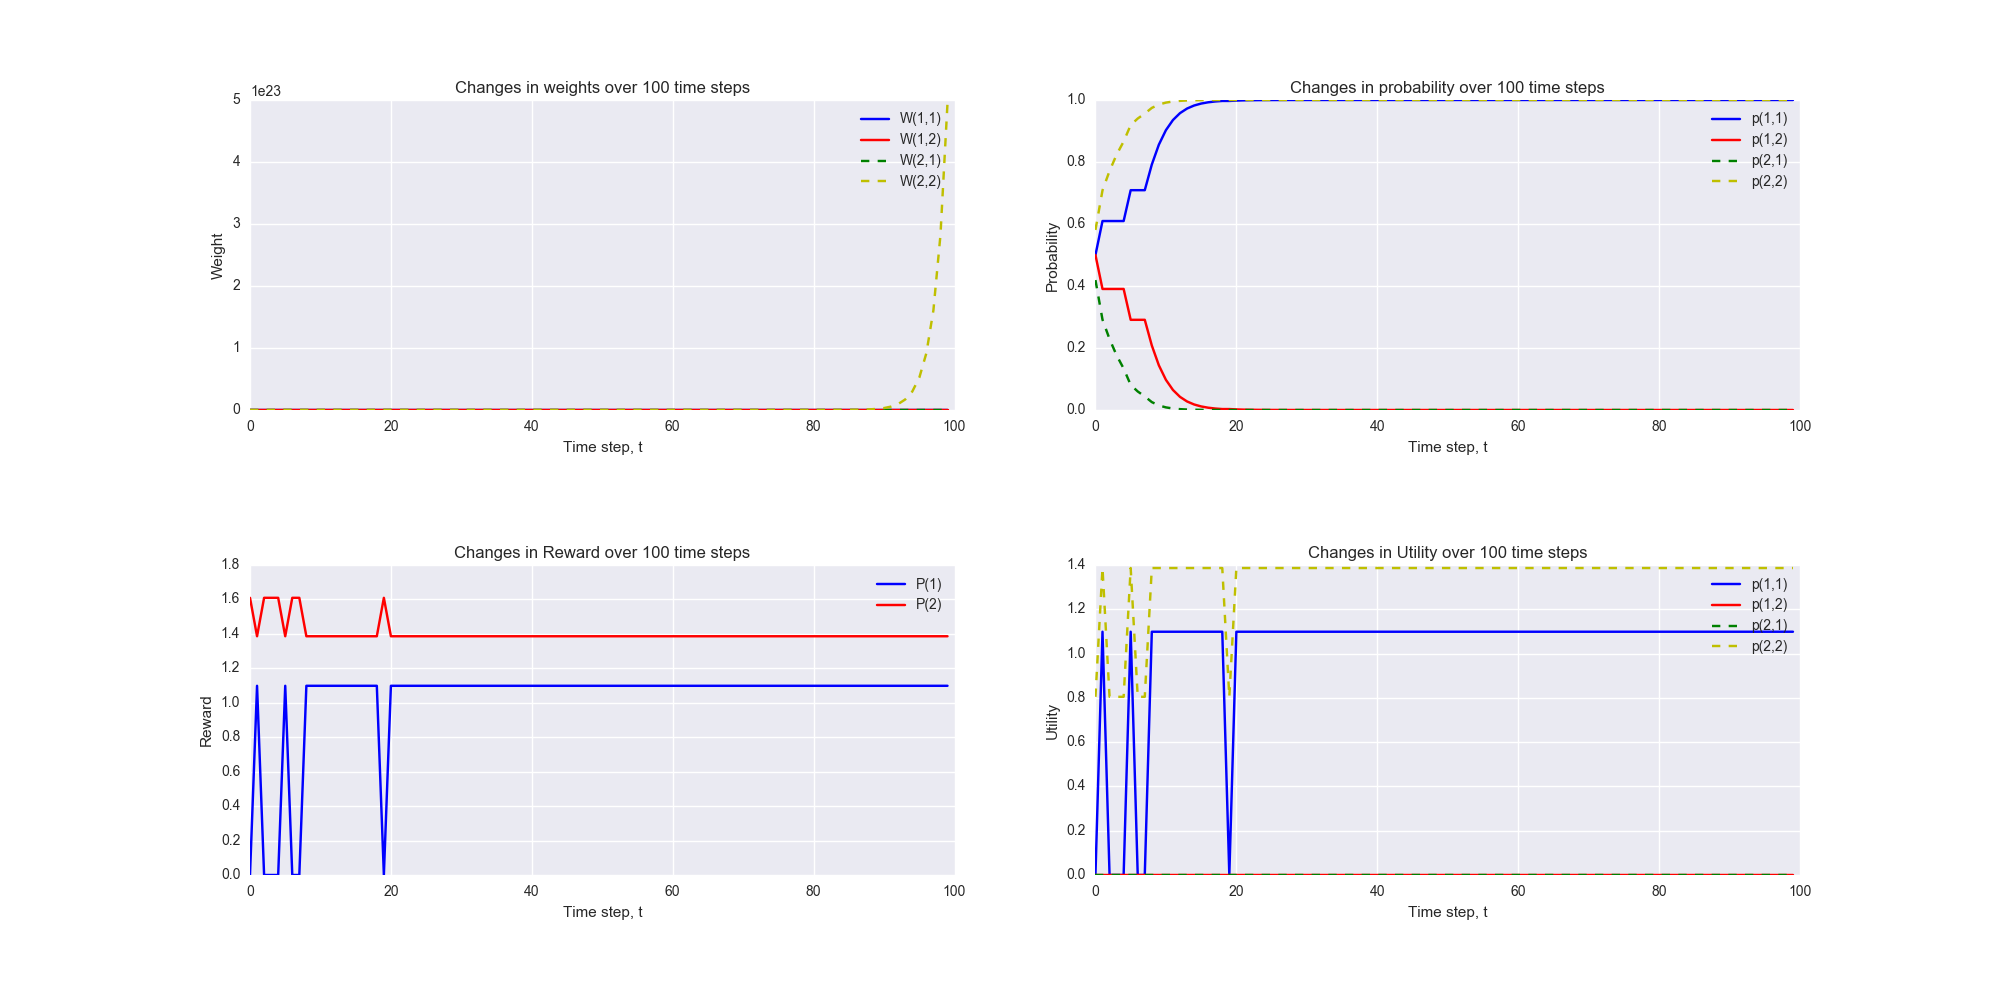 Changes in weights over 100 time steps
1e23
5
4
3
2
1
0
Weight
W(1,1)
W(1,2)
W(2,1)
W(2,2)
0 20 40 60 80 100
Time step, t
Changes in probability over 100 time steps
1.0
0.8
0.6
0.4
0.2
0.0
Probability
p(1,1)
p(1,2)
p(2,1)
p(2,2)
0 20 40 60 80 100
Time step, t
Changes in Reward over 100 time steps
1.8
1.6
1.4
1.2
1.0
0.8
0.6
0.4
0.2
0.0
Reward
P(1)
P(2)
0 20 40 60 80 100
Time step, t
Changes in Utility over 100 time steps
1.4
1.2
1.0
0.8
0.6
0.4
0.2
0.0
Utility
p(1,1)
p(1,2)
p(2,1)
p(2,2)
0 20 40 60 80 100
Time step, t